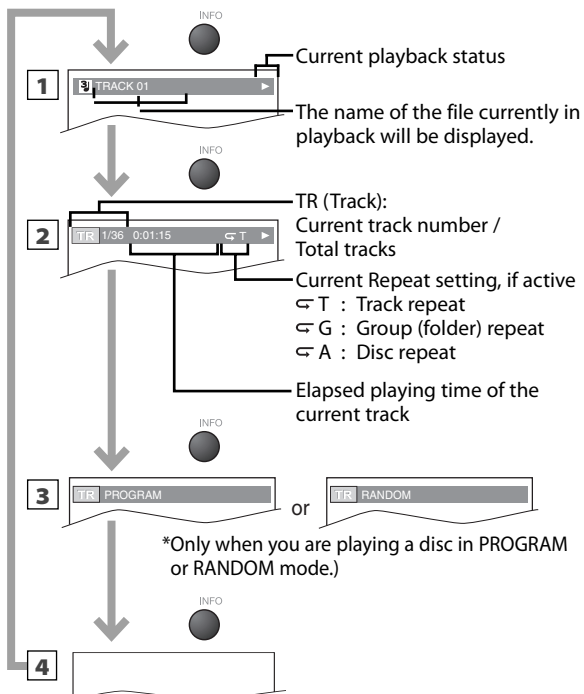 INFO
Current playback status
1
TRACK 01
The name of the file currently in
playback will be displayed.
INFO
TR (Track):
Current track number /
Total tracks
2
TR 1/36 0:01:15 T
Current Repeat setting, if active
T : Track repeat
G : Group (folder) repeat
A : Disc repeat
Elapsed playing time of the
current track
INFO
3
TR PROGRAM
or
TR RANDOM
*Only when you are playing a disc in PROGRAM
or RANDOM mode.)
INFO
4